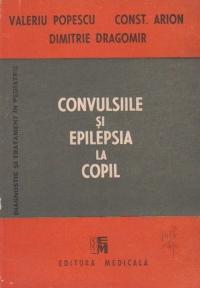 VALERIU POPESCU CONST. ARION
DIMITRIE DRAGOMIR
DIAGNOSTIC ȘI TRATAMENT ÎN PEDIATRIE
CONVULSIILE
ȘI
EPILEPSIA
LA
COPIL
EDITURA MEDICALĂ